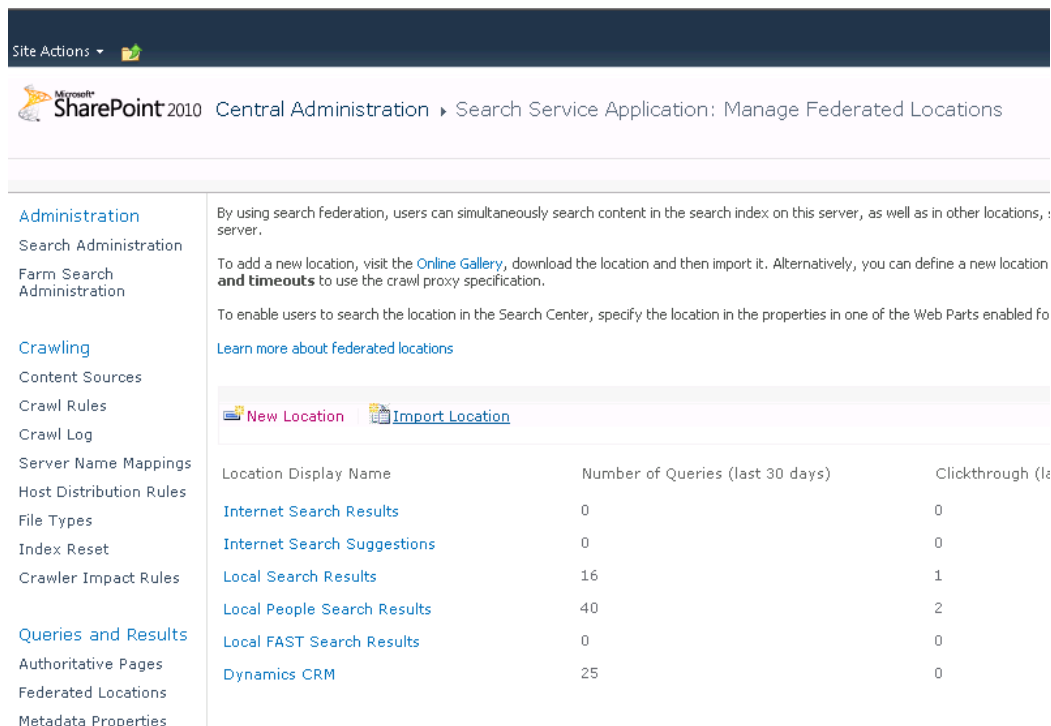 Site Actions
Microsoft
SharePoint 2010 Central Administration Search Service Application: Manage Federated Locations
Administration
Search Administration
Farm Search
Administration
Crawling
Content Sources
Crawl Rules
Crawl Log
Server Name Mappings
Host Distribution Rules
File Types
Index Reset
Crawler Impact Rules
Queries and Results
Authoritative Pages
Federated Locations
Metadata Properties
By using search federation, users can simultaneously search content in the search index on this server, as well as in other locations,
server.
To add a new location, visit the Online Gallery, download the location and then import it. Alternatively, you can define a new location
and timeouts to use the crawl proxy specification.
To enable users to search the location in the Search Center, specify the location in the properties in one of the Web Parts enabled fo
Learn more about federated locations
New Location Import Location
Location Display Name Number of Queries (last 30 days) Clickthrough (la
Internet Search Results 0 0
Internet Search Suggestions 0 0
Local Search Results 16 1
Local People Search Results 40 2
Local FAST Search Results 0 0
Dynamics CRM 25 0